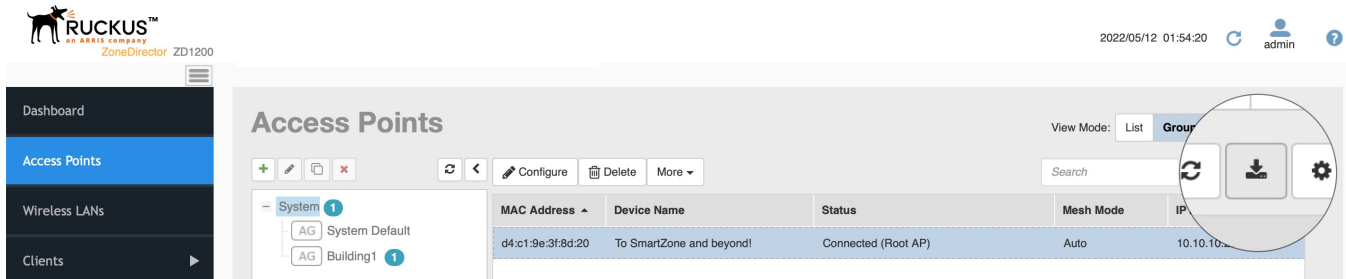 RUCKUS™
an ARRIS company
ZoneDirector ZD1200
2022/05/12 01:54:20
admin
?
Dashboard
Access Points
Wireless LANs
Clients
Access Points
View Mode: List Group
Configure Delete More
Search
System 1
AG System Default
AG Building1 1
MAC Address Device Name Status Mesh Mode IP
d4:c1:9e:3f:8d:20 To SmartZone and beyond! Connected (Root AP) Auto 10.10.10.2